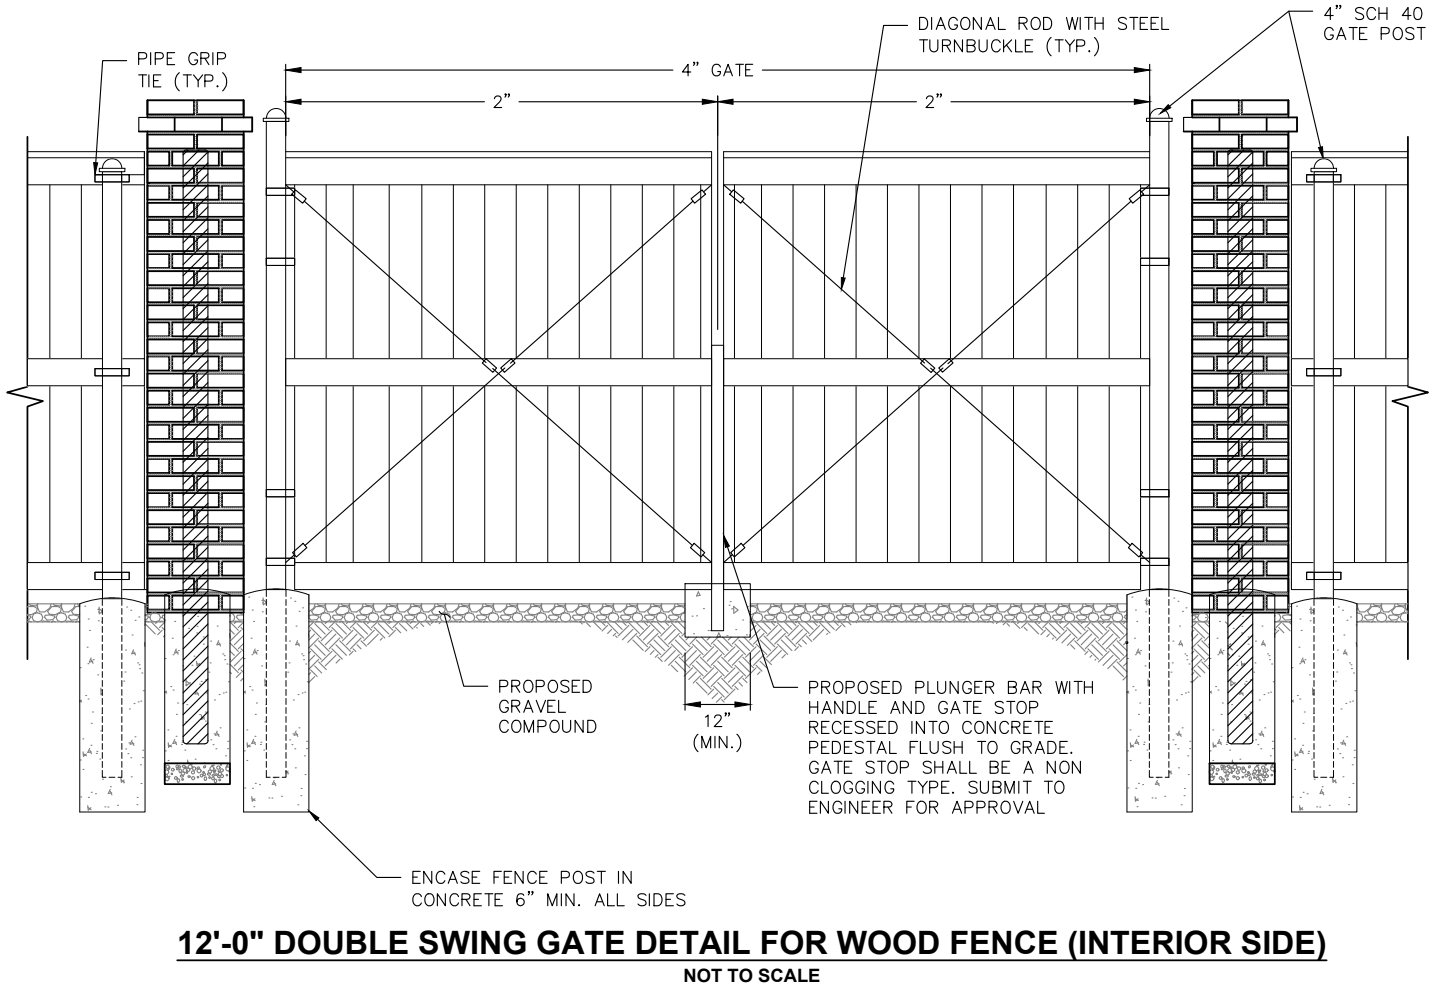 DIAGONAL ROD WITH STEEL
TURNBUCKLE (TYP.)
4” SCH 40
GATE POST
PIPE GRIP
TIE (TYP.)
4” GATE
2”
2”
PROPOSED
GRAVEL
COMPOUND
12”
(MIN.)
PROPOSED PLUNGER BAR WITH
HANDLE AND GATE STOP
RECESSED INTO CONCRETE
PEDESTAL FLUSH TO GRADE.
GATE STOP SHALL BE A NON
CLOGGING TYPE. SUBMIT TO
ENGINEER FOR APPROVAL
ENCASE FENCE POST IN
CONCRETE 6” MIN. ALL SIDES
12'-0" DOUBLE SWING GATE DETAIL FOR WOOD FENCE (INTERIOR SIDE)
NOT TO SCALE